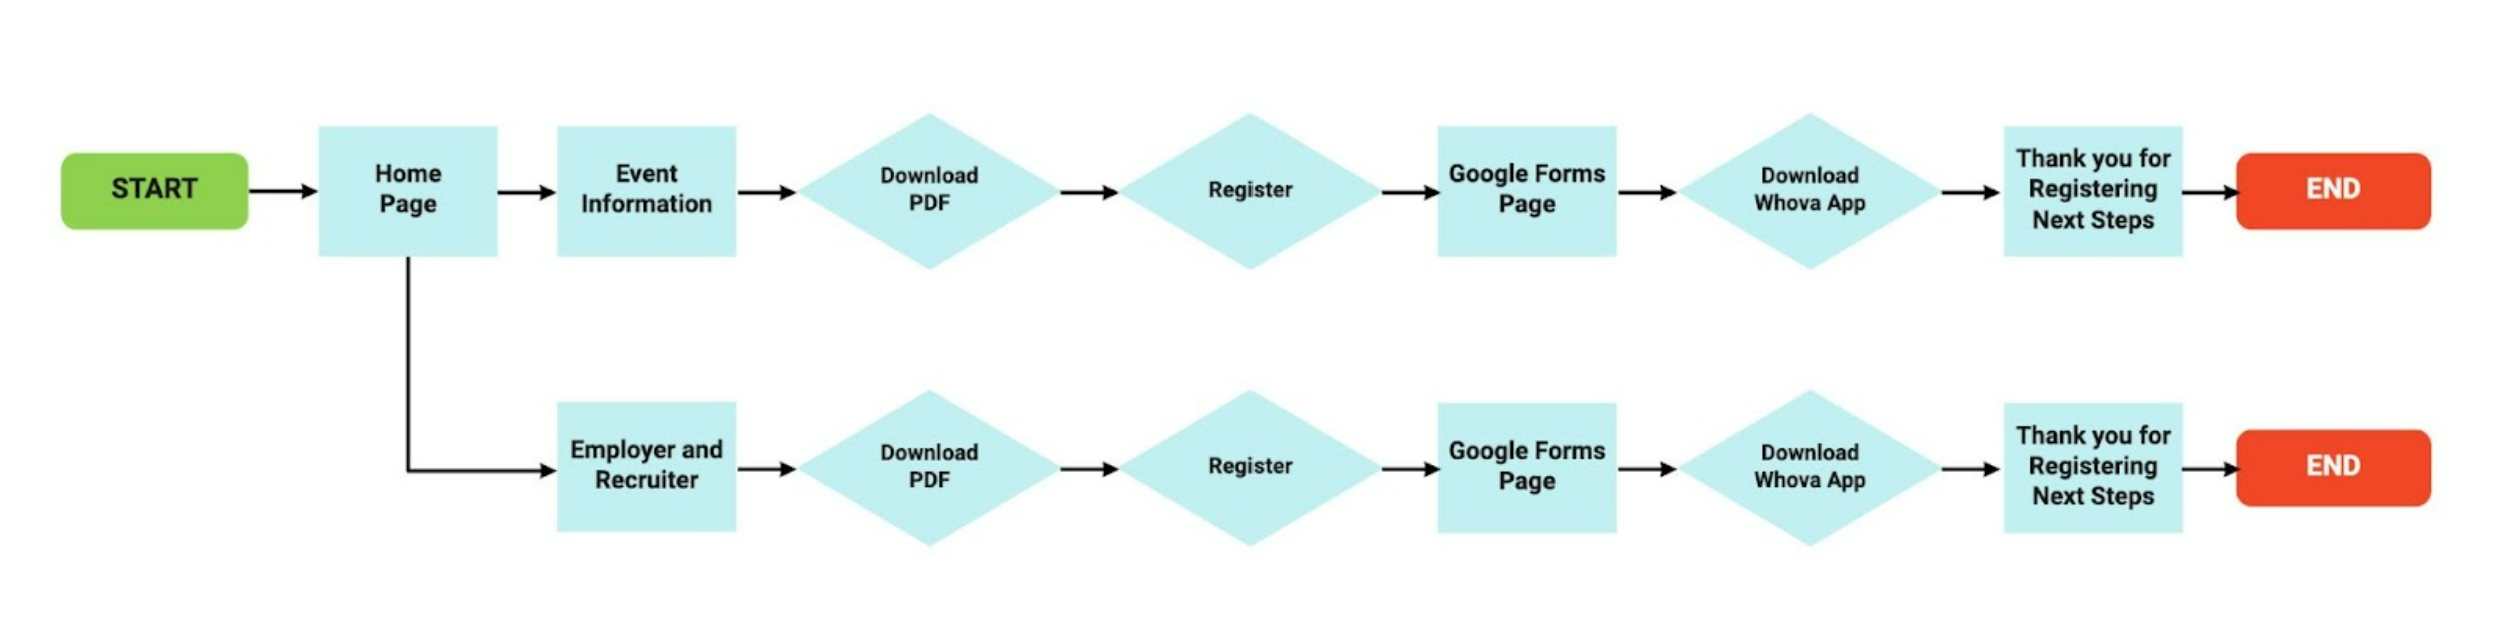 START
Home
Page
Event
Information
Download
PDF
Register
Google Forms
Page
Download
Whova App
Thank you for
Registering
Next Steps
END
Employer and
Recruiter
Download
PDF
Register
Google Forms
Page
Download
Whova App
Thank you for
Registering
Next Steps
END